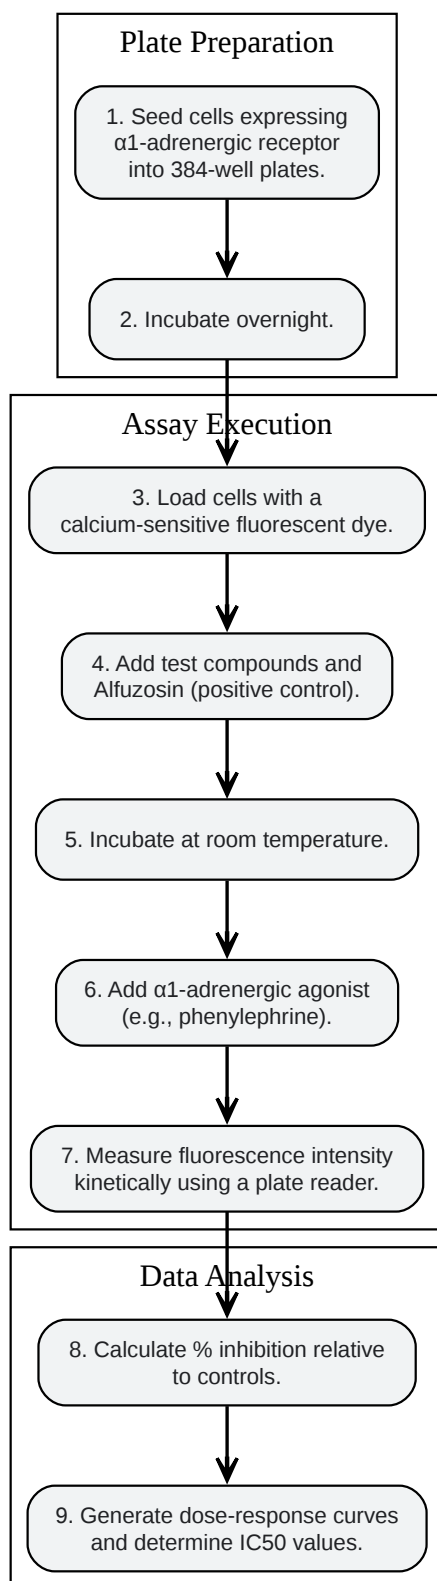 Plate Preparation
1. Seed cells expressing
α1-adrenergic receptor
into 384-well plates.
2. Incubate overnight.
Assay Execution
3. Load cells with a
calcium-sensitive fluorescent dye.
4. Add test compounds and
Alfuzosin (positive control).
5. Incubate at room temperature.
6. Add α1-adrenergic agonist
(e.g., phenylephrine).
7. Measure fluorescence intensity
kinetically using a plate reader.
Data Analysis
8. Calculate % inhibition relative
to controls.
9. Generate dose-response curves
and determine IC50 values.